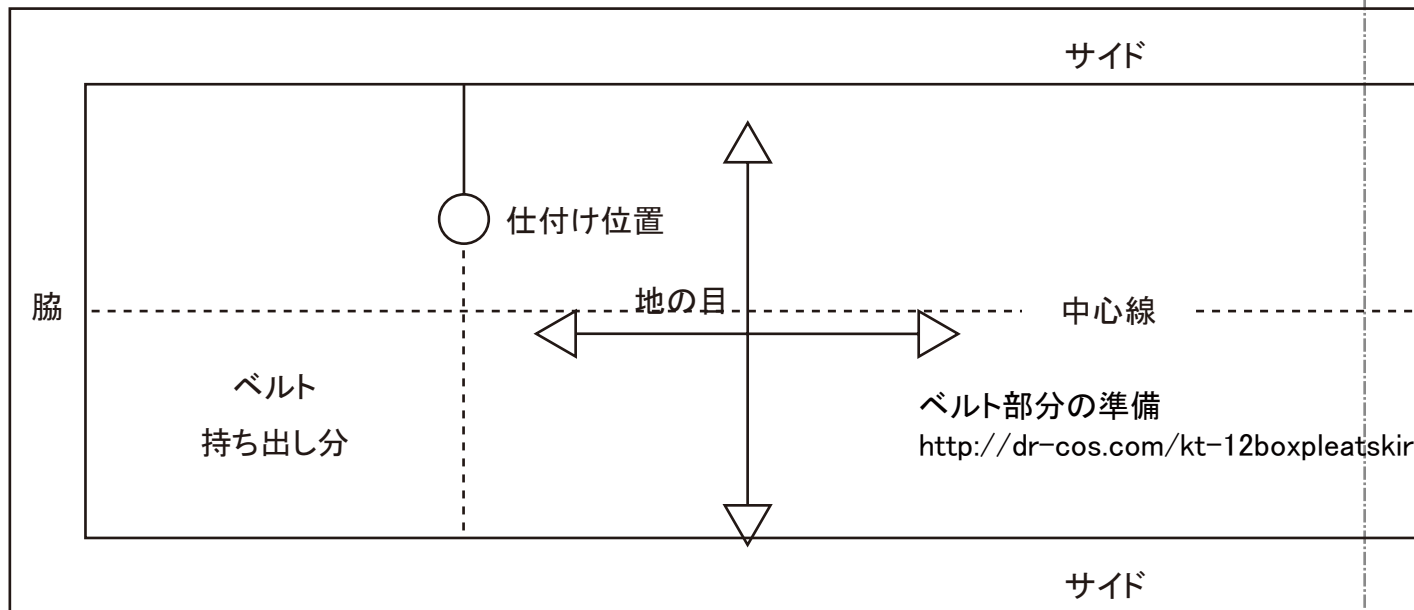 サイド
仕付け位置
地の目
脇
中心線
ベルト
持ち出し分
ベルト部分の準備
http://dr-cos.com/kt-12boxpleatskir
サイド